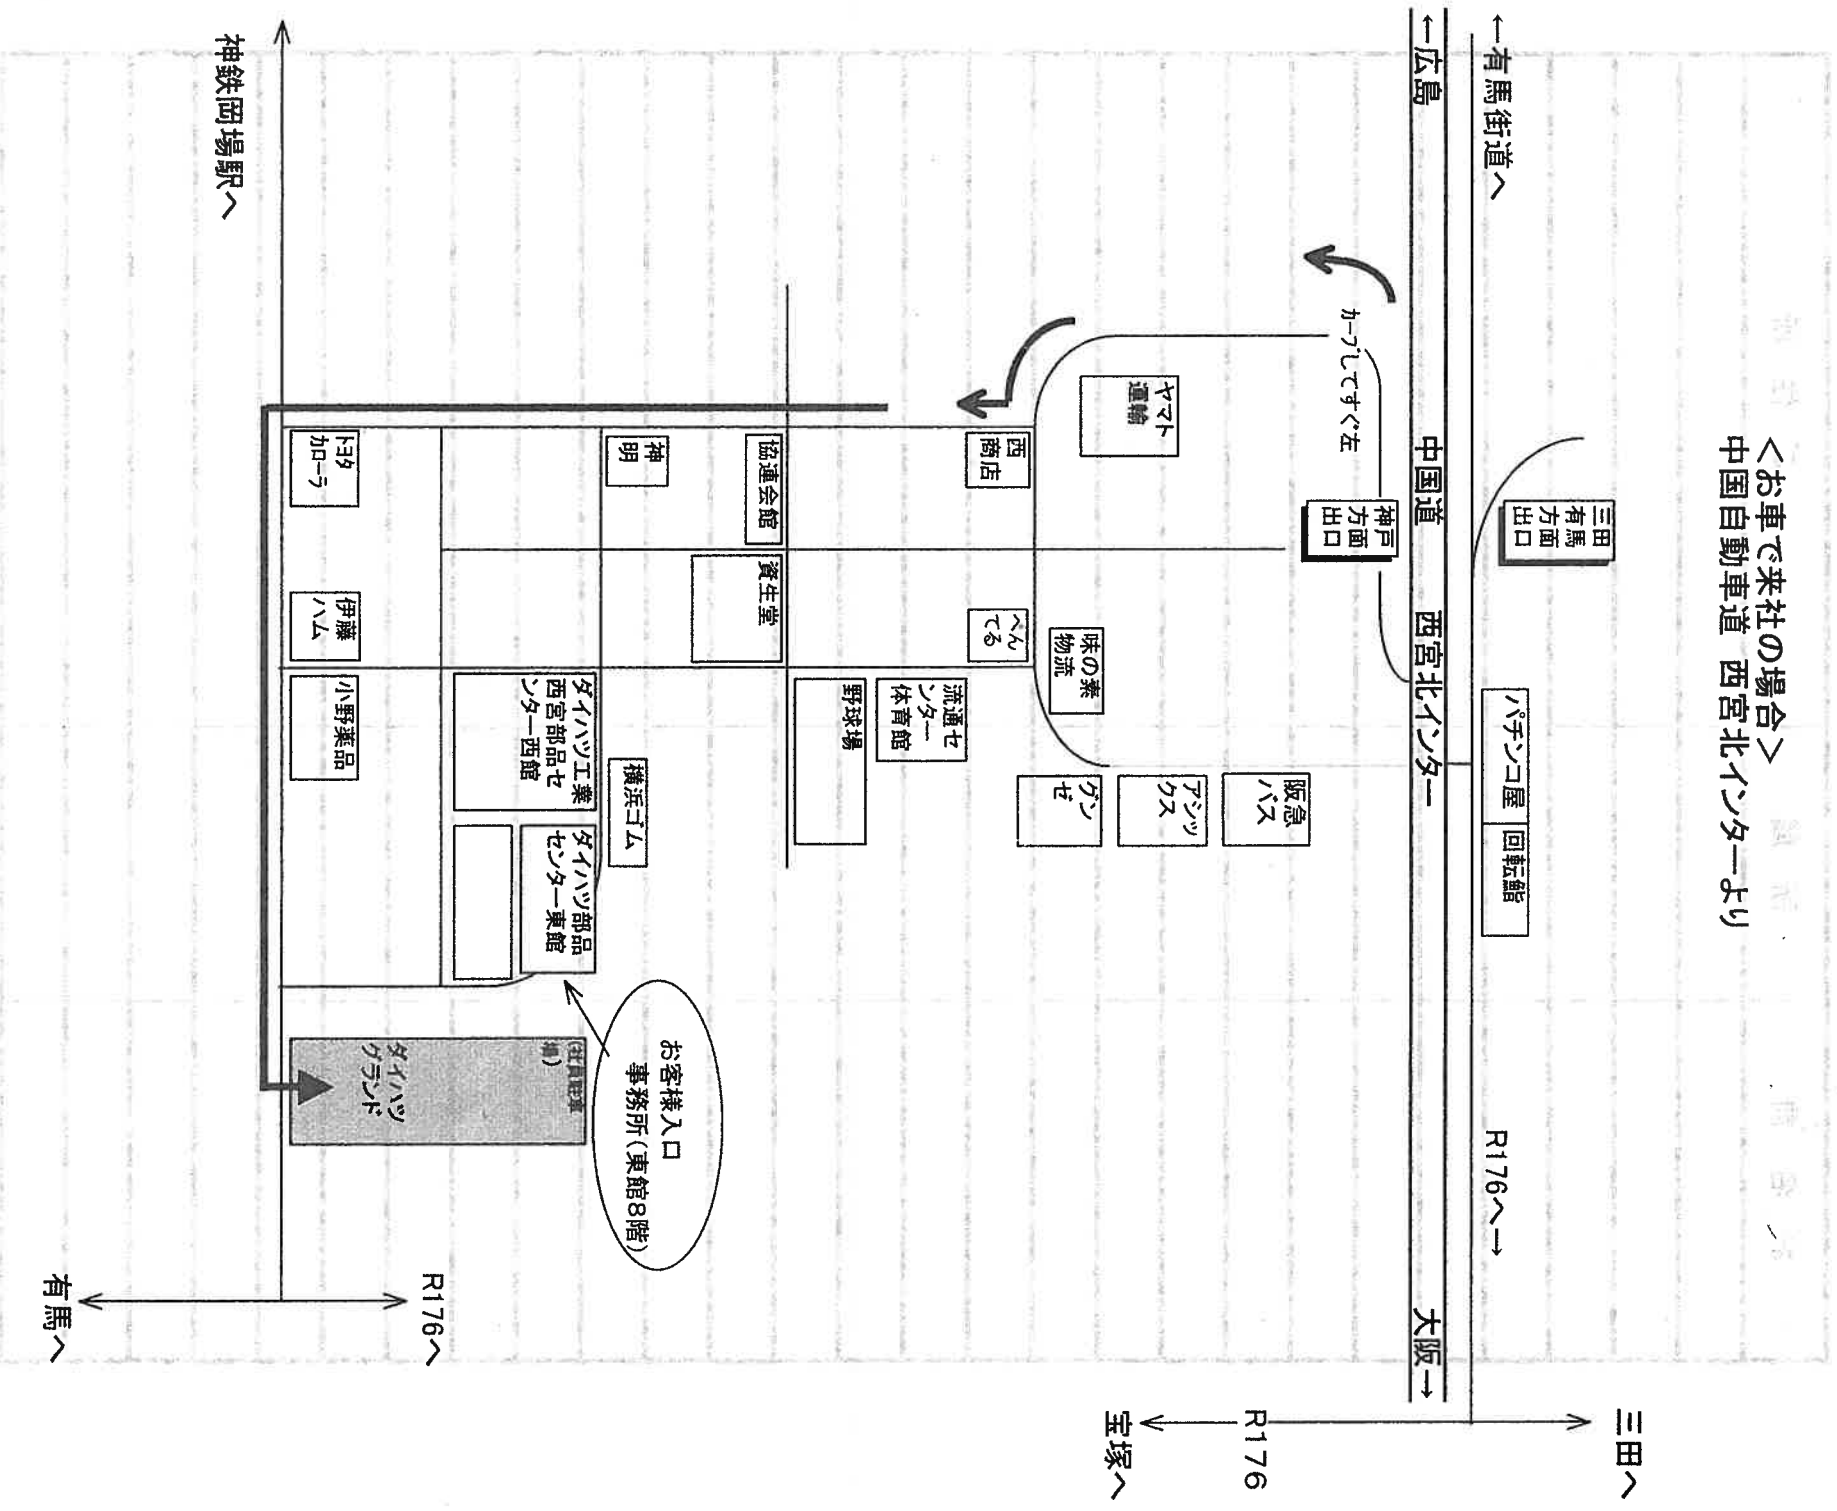 ＜お車で来社の場合＞
中国自動車道 西宮北インターより
三田へ
三田
有馬
方面
出口
パチンコ屋
回転鮨
←有馬街道へ
R176へ→
←広島
中国道
西宮北インター
大阪→
R176
宝塚へ
神戸
方面
出口
カーブしてすぐ左
阪急
バス
ヤマト
運輸
アシッ
クス
味の素
物流
グン
ゼ
西
商店
ぺん
てる
流通セ
ンター
体育館
野球場
協連会館
資生堂
神
明
横浜ゴム
お客様入口
事務所(東館8階)
ダイハツ工業
西宮部品セ
ンター西館
ダイハツ部品
センター東館
(社員駐車
場)
ダイハツ
グランド
トヨタ
カローラ
伊藤
ハム
小野薬品
R176へ
神鉄岡場駅へ
有馬へ